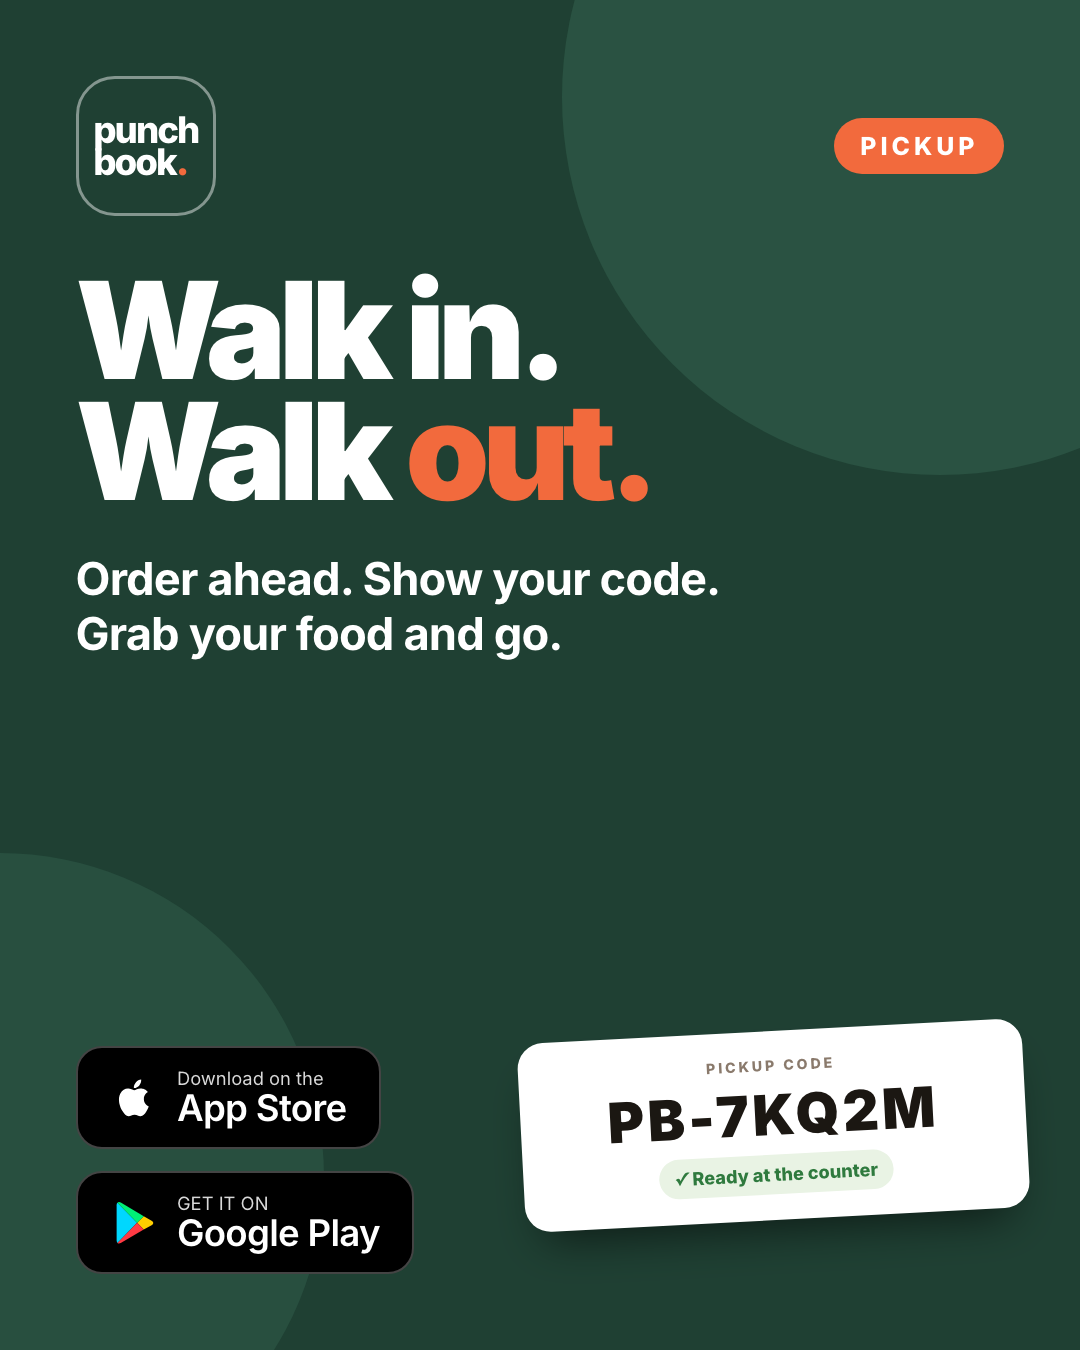 punch
book.
PICKUP
Walk in.
Walk out.
Order ahead. Show your code.
Grab your food and go.
Download on the
App Store
GET IT ON
Google Play
PICKUP CODE
PB-7KQ2M
✓ Ready at the counter